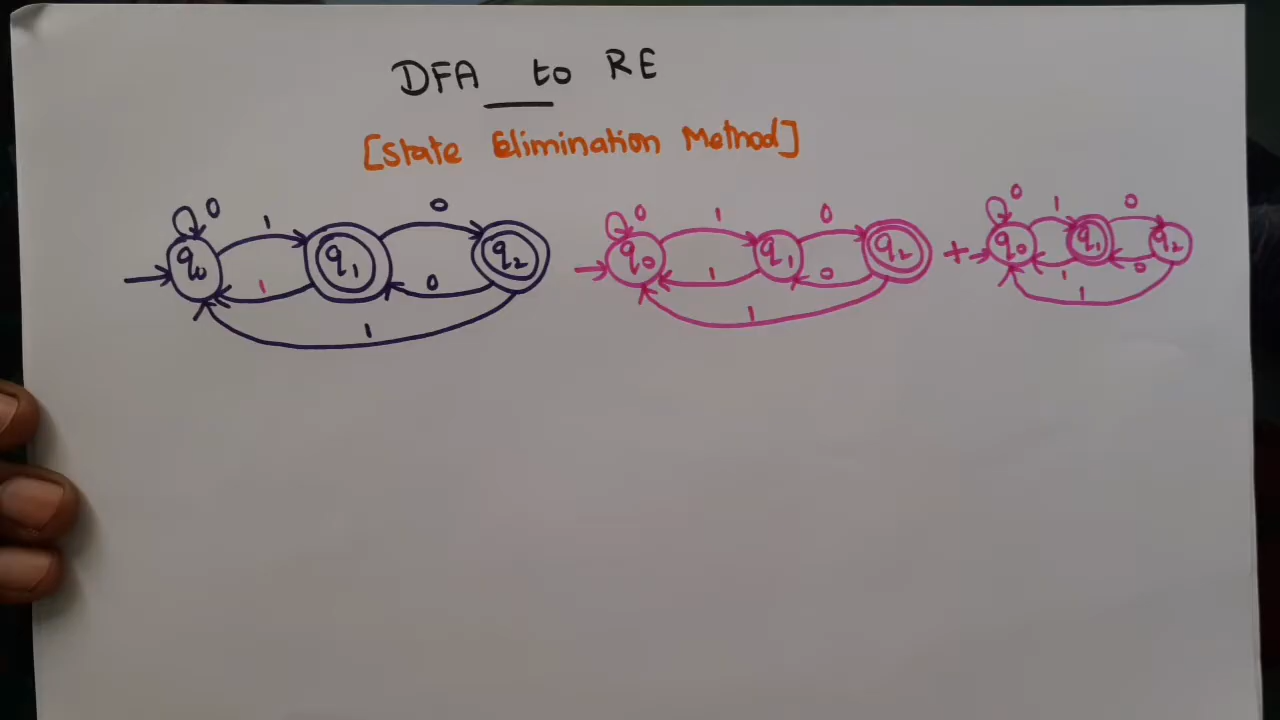 DFA to RE
[State Elimination Method]
0 1 0 q0 q1 q2 1 0 1
0 1 0 q0 q1 q2 1 0 1
+ 0 1 0 q0 q1 q2 1 0 1